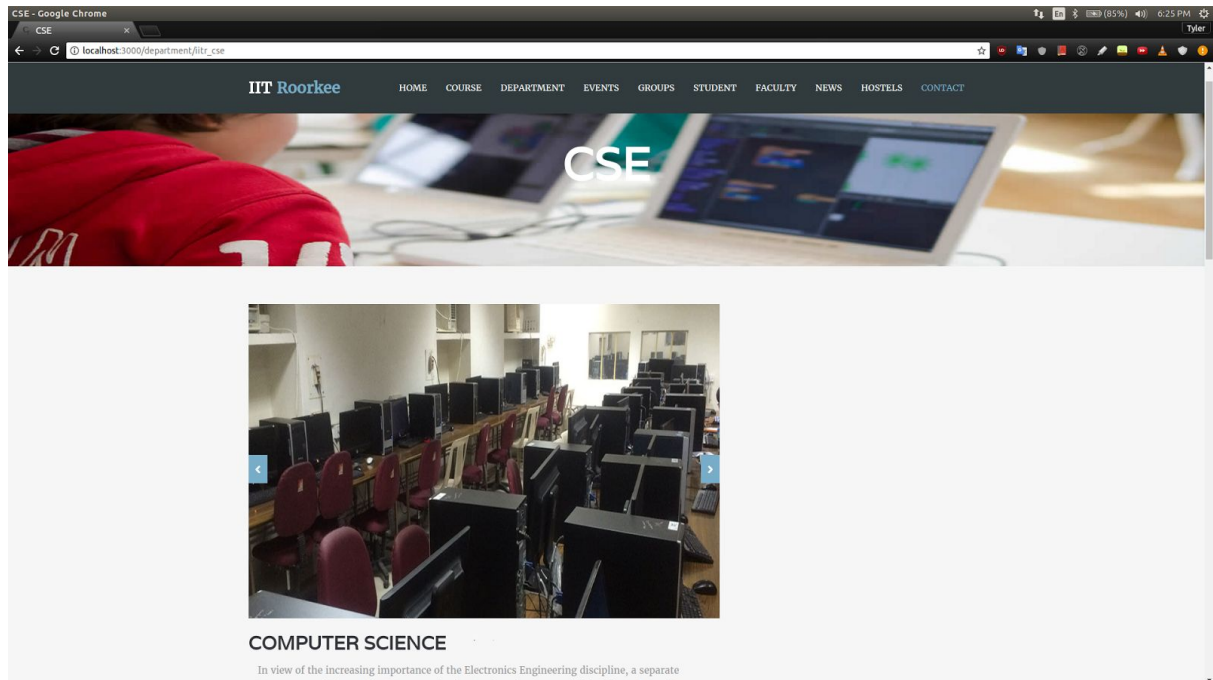 CSE - Google Chrome
En (85%) 6:25 PM
CSE
Tyler
localhost:3000/department/iitr_cse
IIT Roorkee HOME COURSE DEPARTMENT EVENTS GROUPS STUDENT FACULTY NEWS HOSTELS CONTACT
CSE
COMPUTER SCIENCE
In view of the increasing importance of the Electronics Engineering discipline, a separate